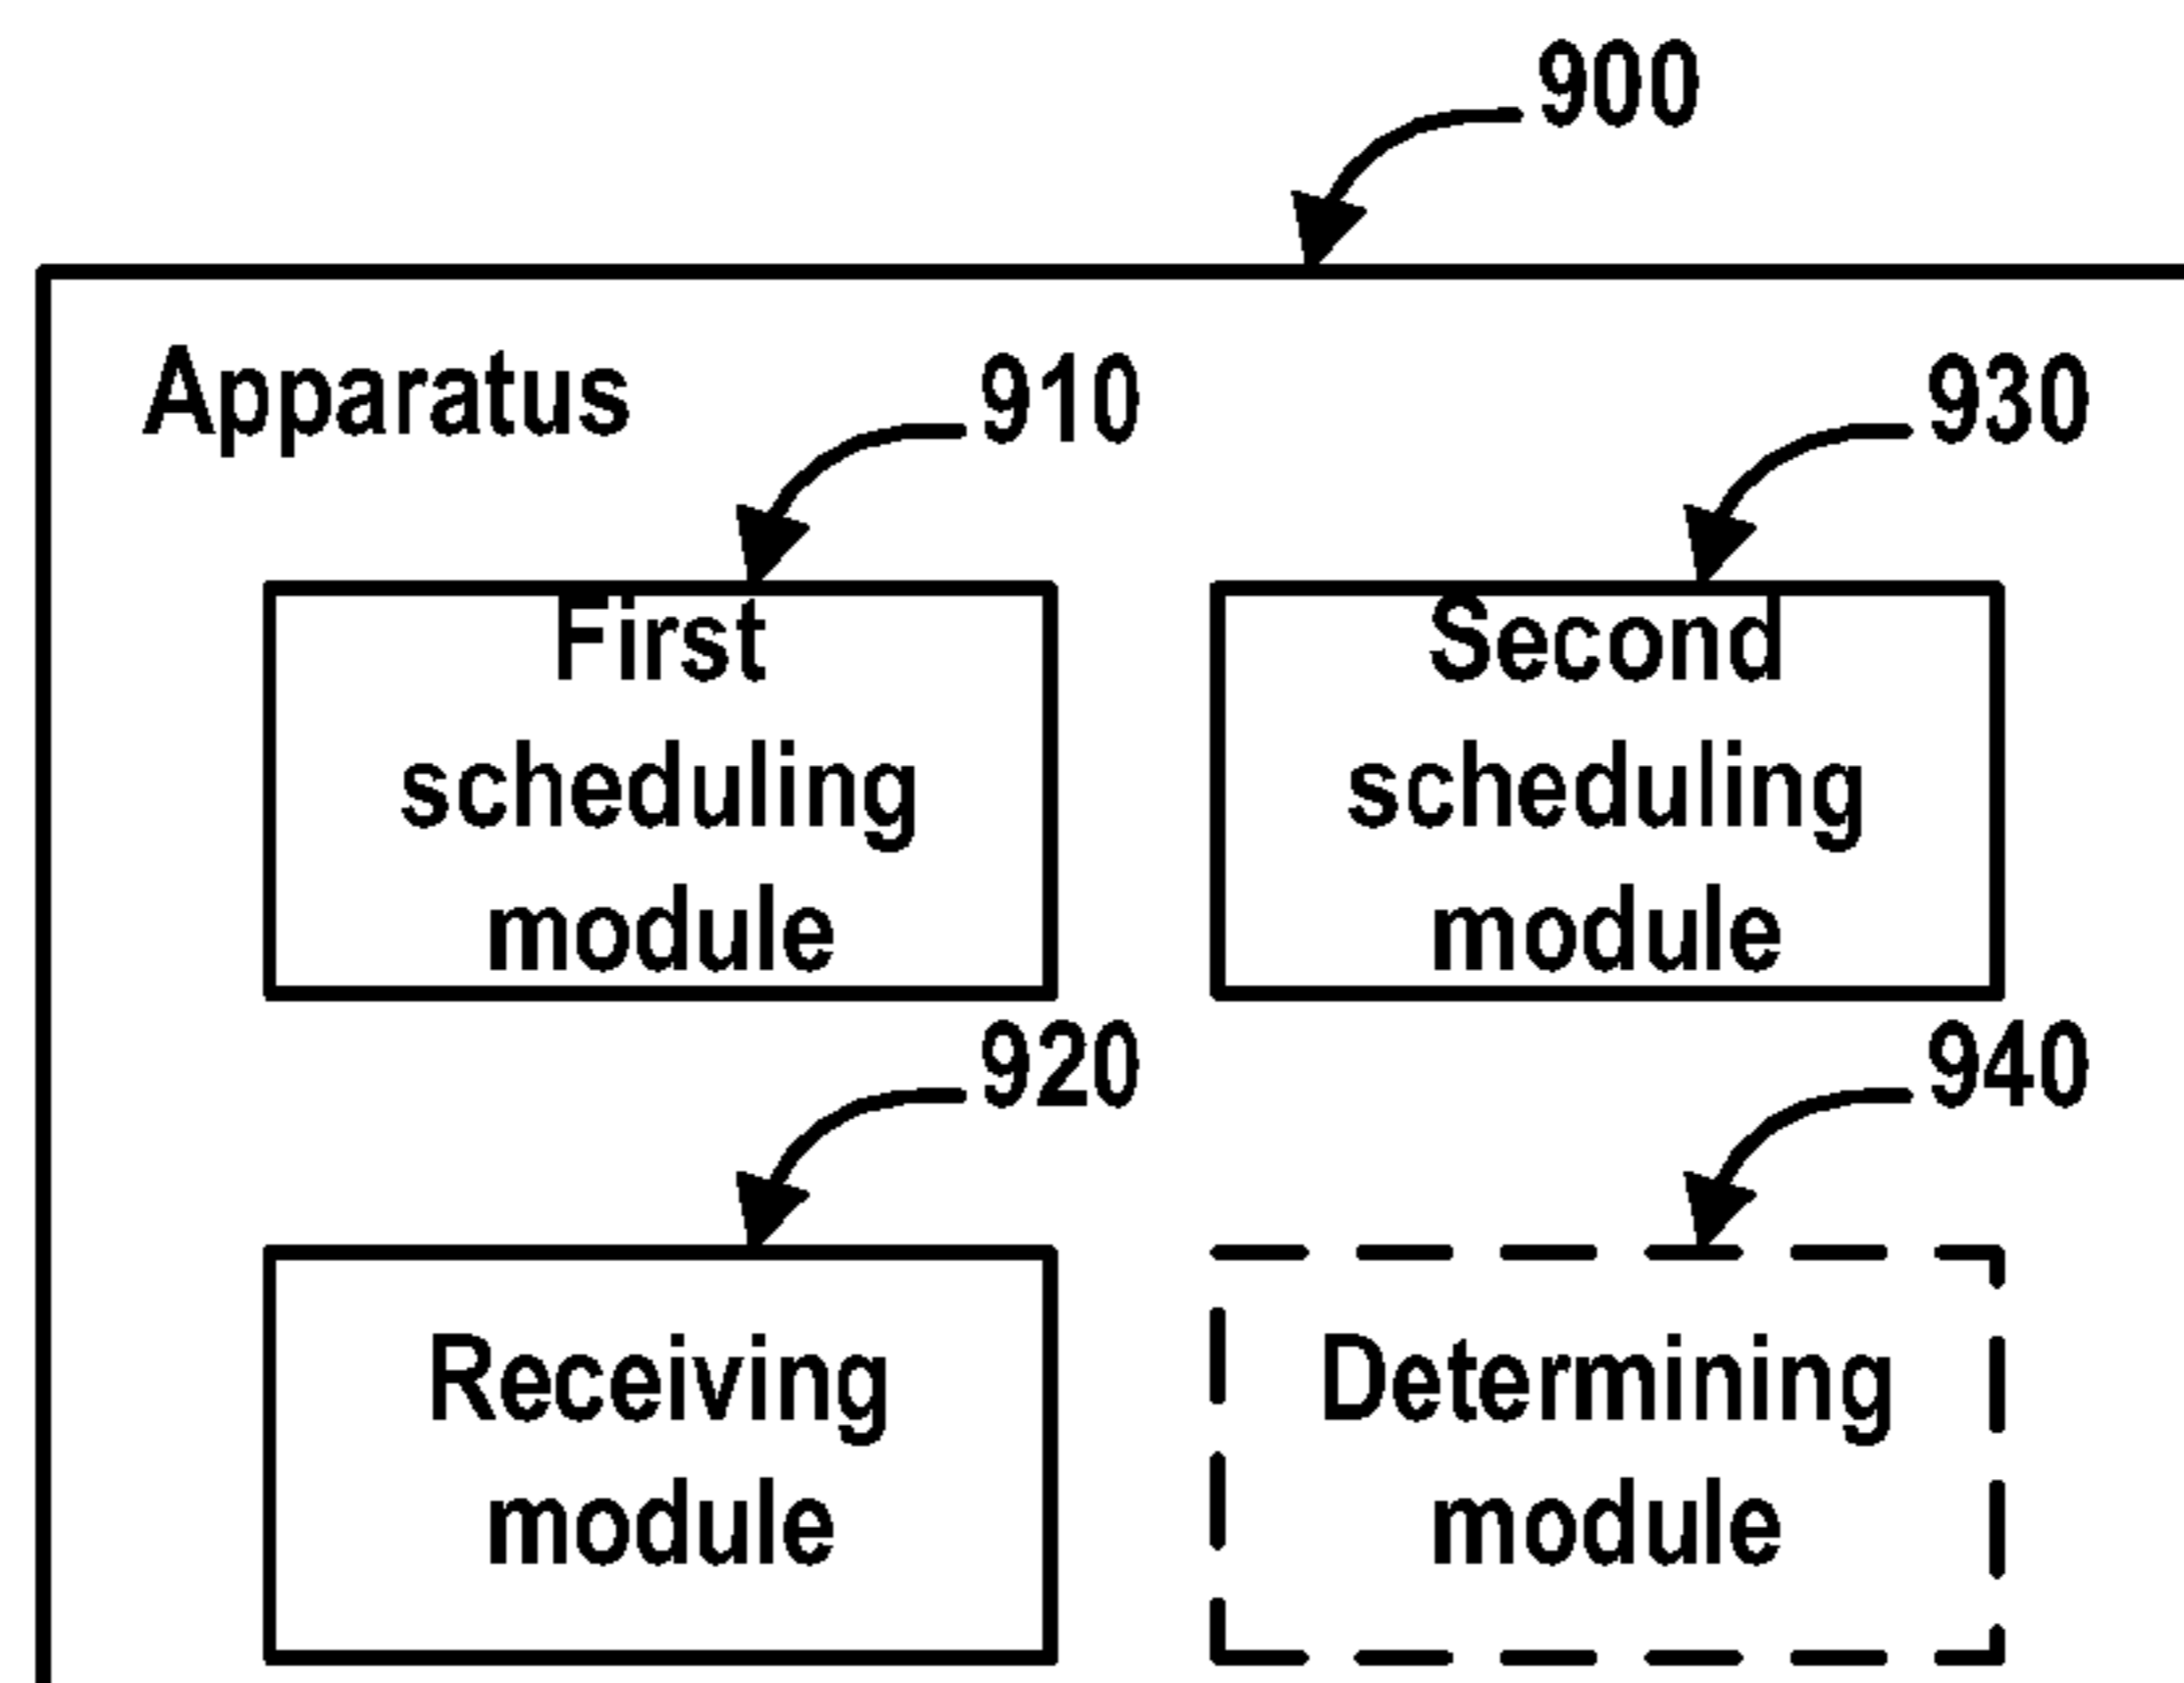 900
Apparatus
910
930
First
scheduling
module
Second
scheduling
module
920
940
Receiving
module
Determining
module